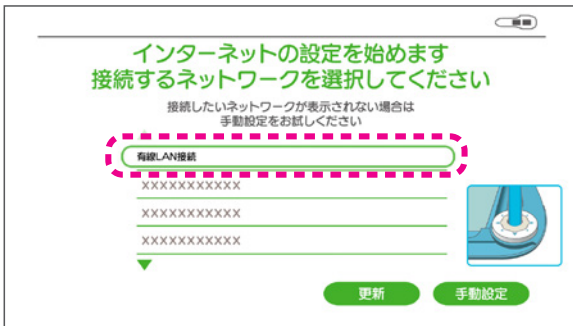 インターネットの設定を始めます
接続するネットワークを選択してください
接続したいネットワークが表示されない場合は
手動設定をお試しください
有線LAN接続
XXXXXXXXXXX
XXXXXXXXXXX
XXXXXXXXXXX
更新
手動設定